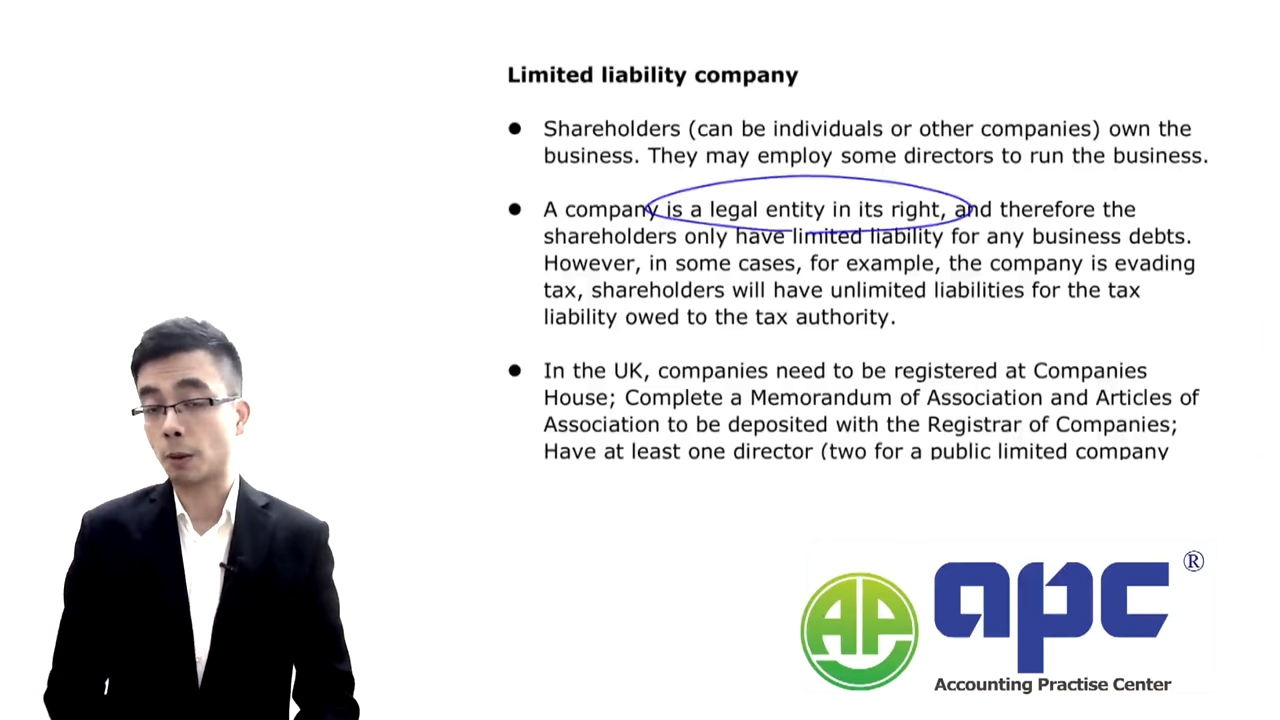 Limited liability company
● Shareholders (can be individuals or other companies) own the
business. They may employ some directors to run the business.
● A company is a legal entity in its right, and therefore the
shareholders only have limited liability for any business debts.
However, in some cases, for example, the company is evading
tax, shareholders will have unlimited liabilities for the tax
liability owed to the tax authority.
● In the UK, companies need to be registered at Companies
House; Complete a Memorandum of Association and Articles of
Association to be deposited with the Registrar of Companies;
Have at least one director (two for a public limited company
AP
apc ®
Accounting Practise Center